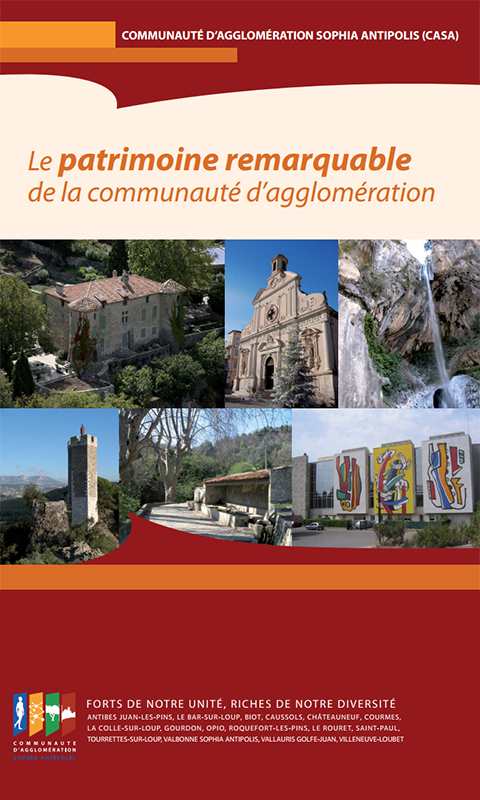 COMMUNAUTÉ D'AGGLOMÉRATION SOPHIA ANTIPOLIS (CASA)
Le patrimoine remarquable
de la communauté d'agglomération
FORTS DE NOTRE UNITÉ, RICHES DE NOTRE DIVERSITÉ
ANTIBES JUAN-LES-PINS, LE BAR-SUR-LOUP, BIOT, CAUSSOLS, CHÂTEAUNEUF, COURMES,
LA COLLE-SUR-LOUP, GOURDON, OPIO, ROQUEFORT-LES-PINS, LE ROURET, SAINT-PAUL,
TOURRETTES-SUR-LOUP, VALBONNE SOPHIA ANTIPOLIS, VALLAURIS GOLFE-JUAN, VILLENEUVE-LOUBET
COMMUNAUTE
D'AGGLOMÉRATION
SOPHIA ANTIPOLIS